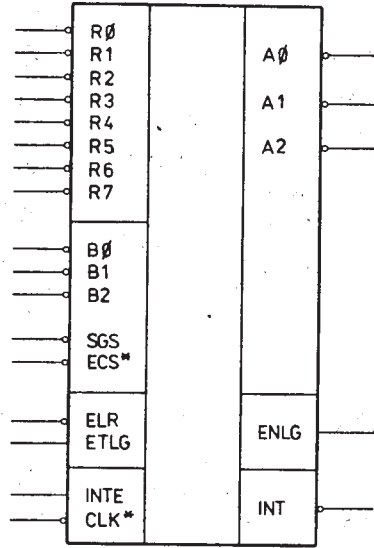 RØ
R1
R2
R3
R4
R5
R6
R7
BØ
B1
B2
SGS
ECS*
ELR
ETLG
INTE
CLK*
AØ
A1
A2
ENLG
INT